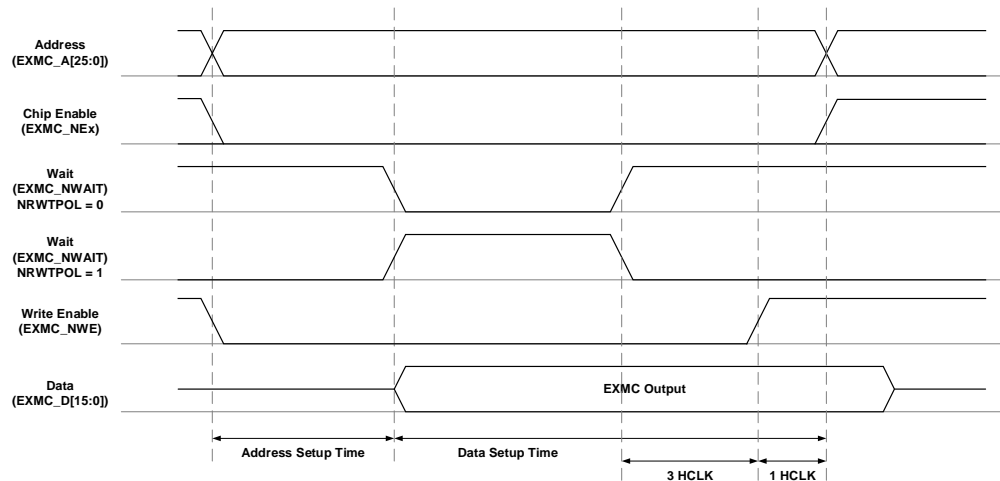 Address
(EXMC_A[25:0])
Chip Enable
(EXMC_NEx)
Wait
(EXMC_NWAIT)
NRWTPOL = 0
Wait
(EXMC_NWAIT)
NRWTPOL = 1
Write Enable
(EXMC_NWE)
Data
(EXMC_D[15:0])
EXMC Output
Address Setup Time
Data Setup Time
3 HCLK
1 HCLK